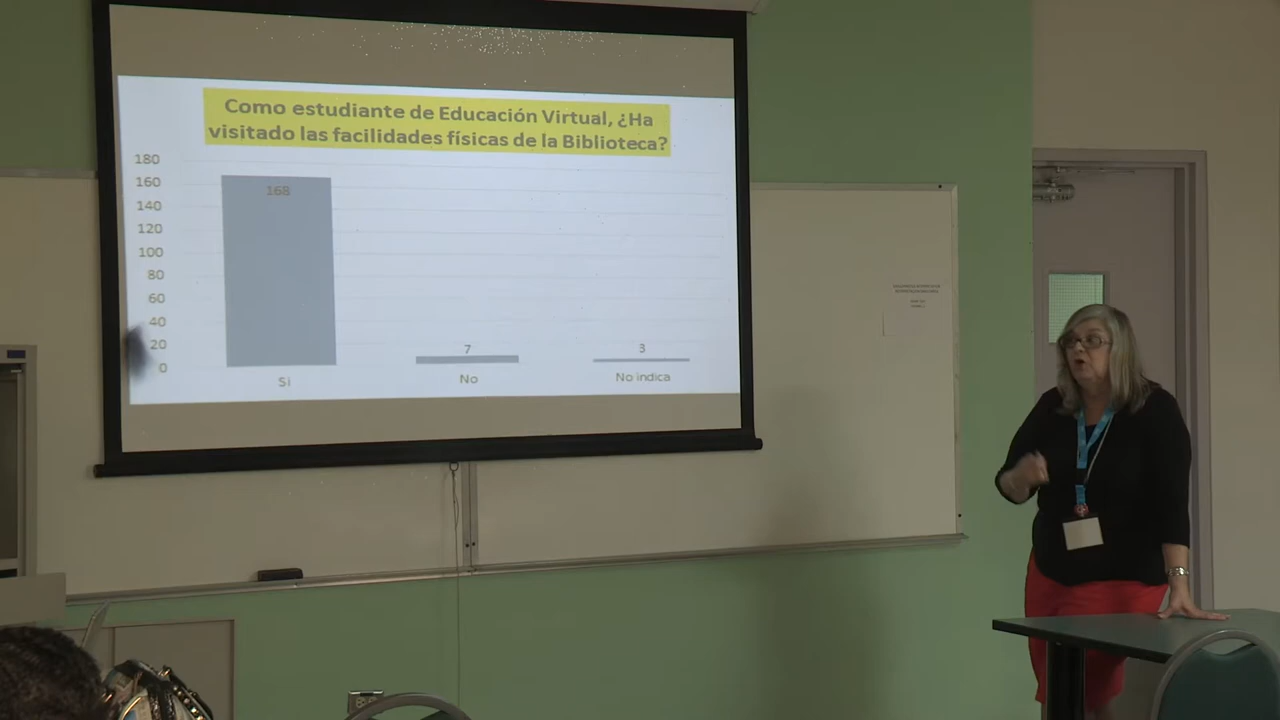 Como estudiante de Educación Virtual, ¿Ha
visitado las facilidades físicas de la Biblioteca?
180
160
140
120
100
80
60
40
20
0
168
7
3
Si
No
No indica